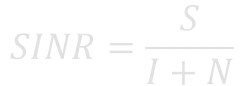 SINR = S / (I + N)